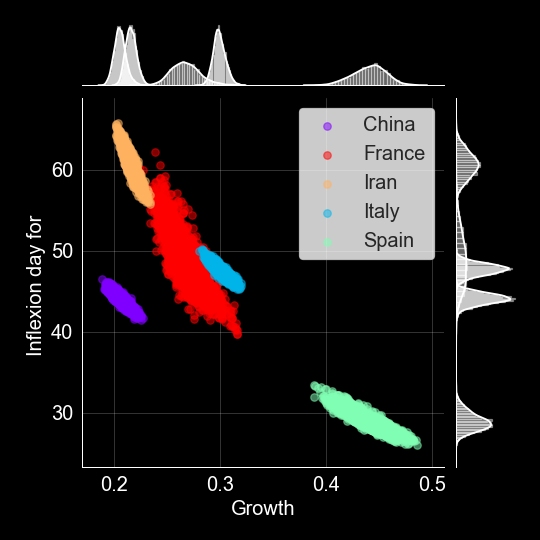 China
France
Iran
Italy
Spain
60
50
40
30
Inflexion day for
0.2 0.3 0.4 0.5
Growth